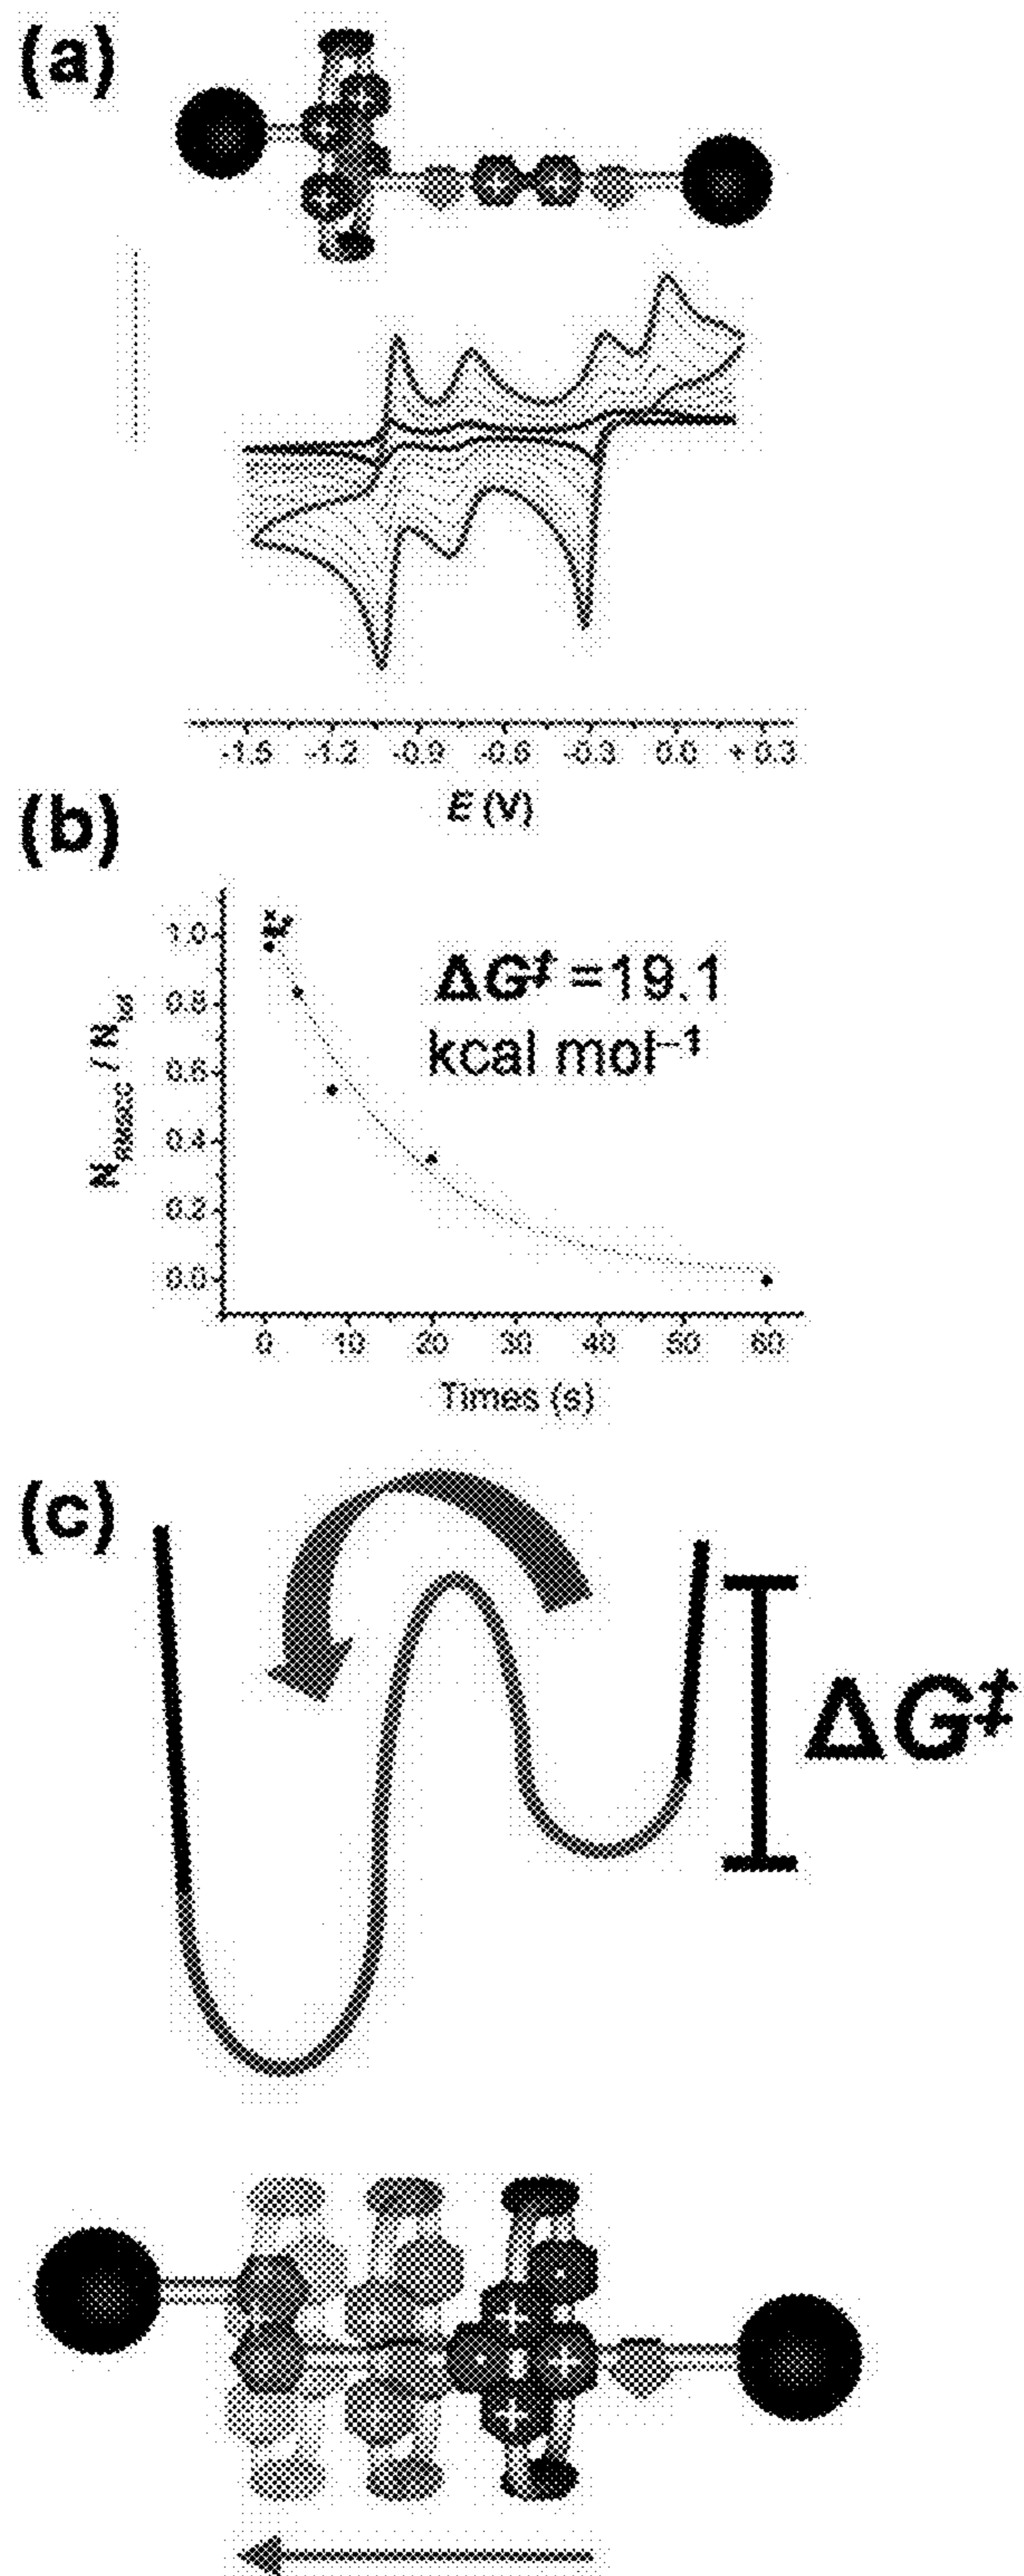 (a)
-1.5 -1.2 -0.9 -0.6 -0.3 0.0 +0.3
E (V)
(b)
1.0
0.8
0.6
0.4
0.2
0.0
ΔG‡ =19.1
kcal mol⁻¹
0 10 20 30 40 50 60
Times (s)
(c)
ΔG‡